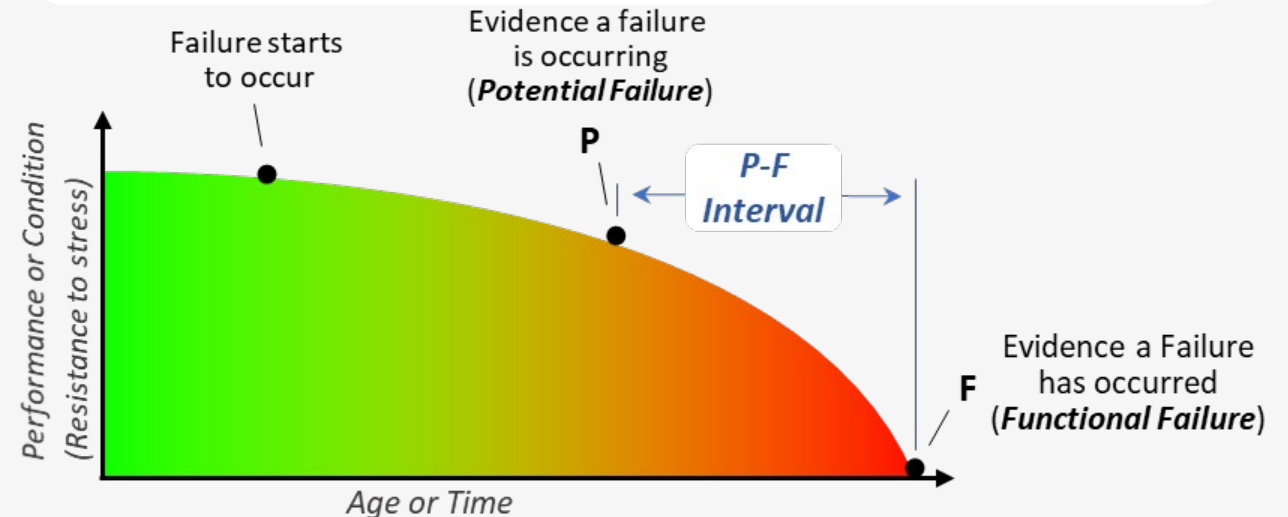 Failure starts
to occur
Evidence a failure
is occurring
(Potential Failure)
P
P-F
Interval
Performance or Condition
(Resistance to stress)
Evidence a Failure
has occurred
(Functional Failure)
F
Age or Time